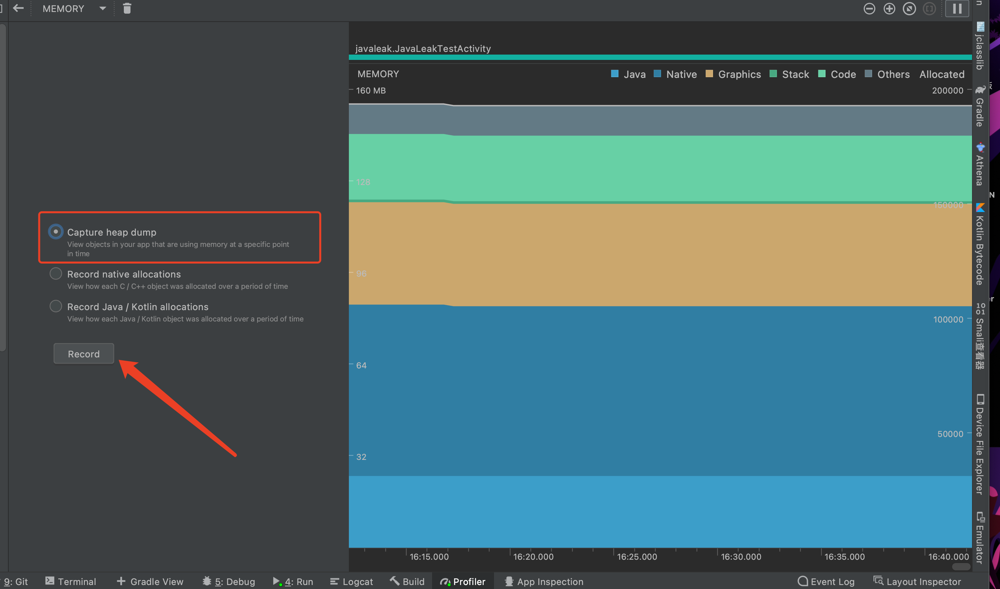 MEMORY
javaleak.JavaLeakTestActivity
MEMORY
Java
Native
Graphics
Stack
Code
Others
Allocated
160 MB
200000
128
150000
96
100000
64
50000
32
16:15.000
16:20.000
16:25.000
16:30.000
16:35.000
16:40.000
Capture heap dump
View objects in your app that are using memory at a specific point
in time
Record native allocations
View how each C / C++ object was allocated over a period of time
Record Java / Kotlin allocations
View how each Java / Kotlin object was allocated over a period of time
Record
jclasslib
Gradle
Athena
Kotlin Bytecode
Smali查看器
Device File Explorer
Emulator
9: Git
Terminal
Gradle View
5: Debug
4: Run
Logcat
Build
Profiler
App Inspection
Event Log
Layout Inspector